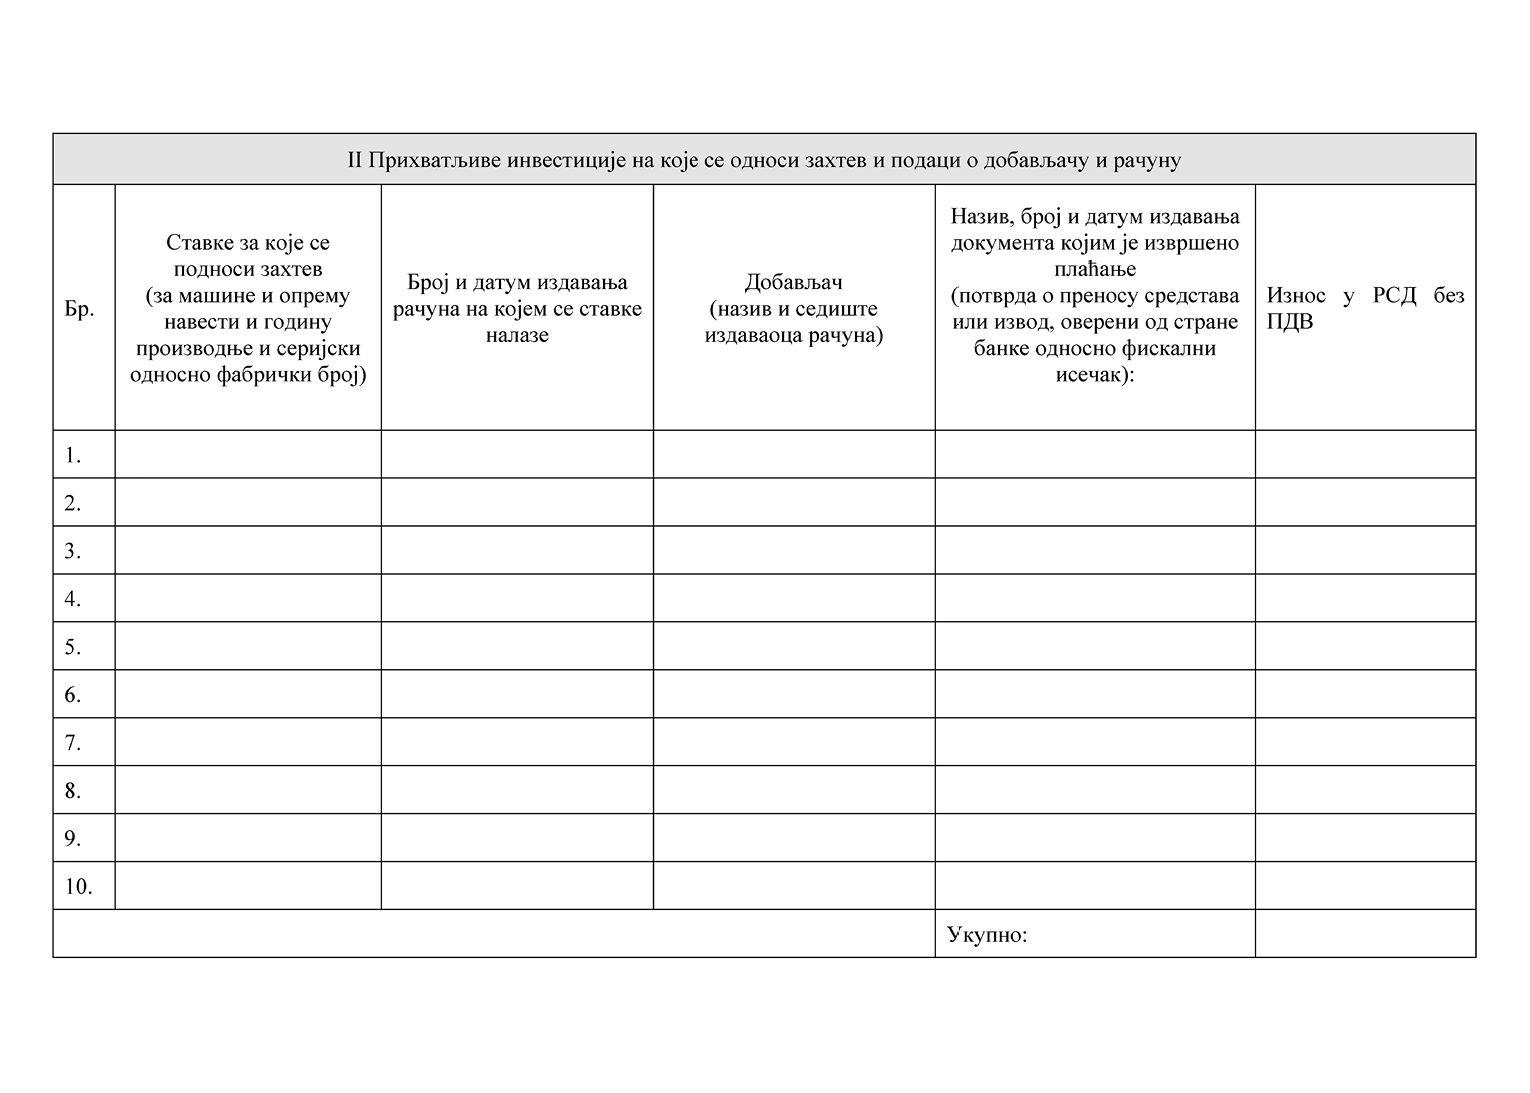 II Прихватљиве инвестиције на које се односи захтев и подаци о добављачу и рачуну
Бр.
Ставке за које се
подноси захтев
(за машине и опрему
навести и годину
производње и серијски
односно фабрички број)
Број и датум издавања
рачуна на којем се ставке
налазе
Добављач
(назив и седиште
издаваоца рачуна)
Назив, број и датум издавања
документа којим је извршено
плаћање
(потврда о преносу средстава
или извод, оверени од стране
банке односно фискални
исечак):
Износ у РСД без
ПДВ
1.
2.
3.
4.
5.
6.
7.
8.
9.
10.
Укупно: